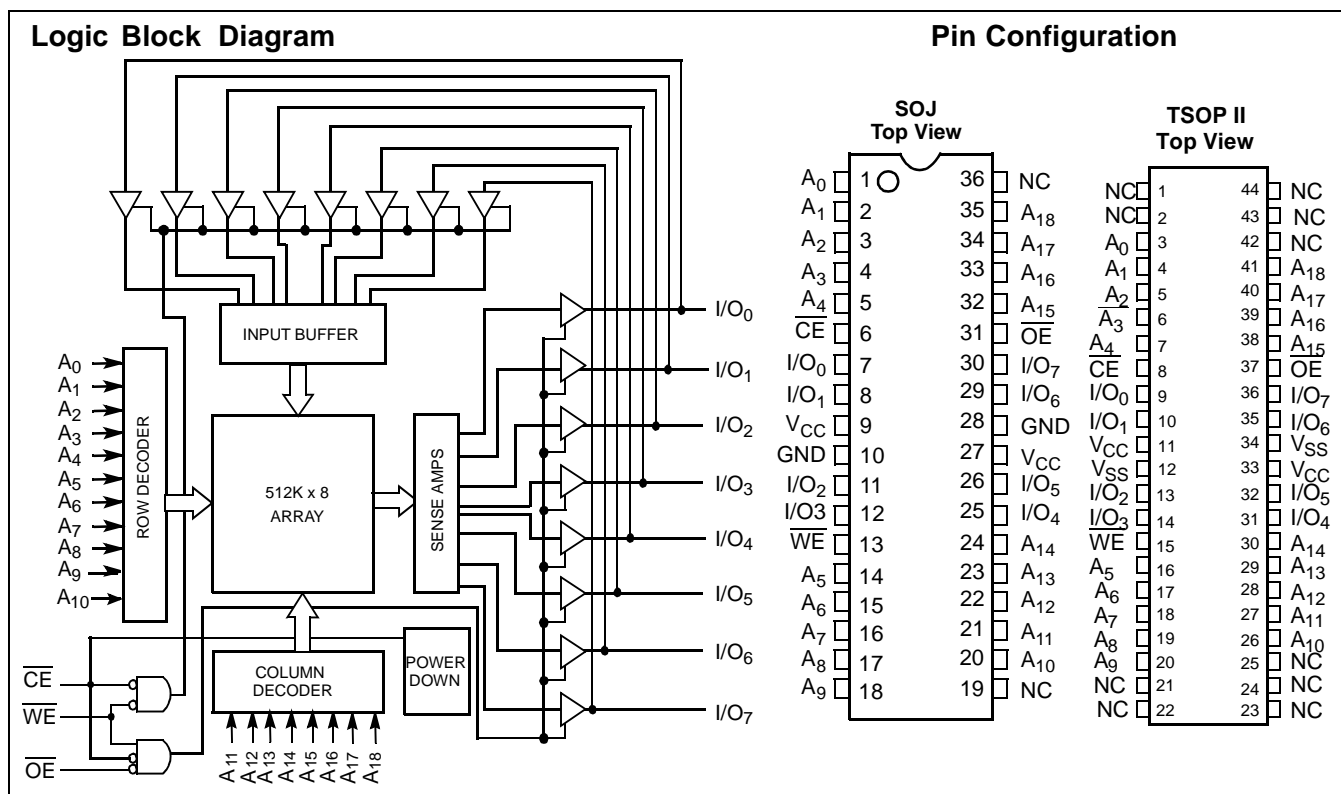 Logic Block Diagram
Pin Configuration
INPUT BUFFER
A0
A1
A2
A3
A4
A5
A6
A7
A8
A9
A10
ROW DECODER
512K x 8
ARRAY
SENSE AMPS
COLUMN
DECODER
POWER
DOWN
CE
WE
OE
A11
A12
A13
A14
A15
A16
A17
A18
I/O0
I/O1
I/O2
I/O3
I/O4
I/O5
I/O6
I/O7
SOJ
Top View
A0 1 36 NC
A1 2 35 A18
A2 3 34 A17
A3 4 33 A16
A4 5 32 A15
CE 6 31 OE
I/O0 7 30 I/O7
I/O1 8 29 I/O6
VCC 9 28 GND
GND 10 27 VCC
I/O2 11 26 I/O5
I/O3 12 25 I/O4
WE 13 24 A14
A5 14 23 A13
A6 15 22 A12
A7 16 21 A11
A8 17 20 A10
A9 18 19 NC
TSOP II
Top View
NC 1 44 NC
NC 2 43 NC
A0 3 42 NC
A1 4 41 A18
A2 5 40 A17
A3 6 39 A16
A4 7 38 A15
CE 8 37 OE
I/O0 9 36 I/O7
I/O1 10 35 I/O6
VCC 11 34 VSS
VSS 12 33 VCC
I/O2 13 32 I/O5
I/O3 14 31 I/O4
WE 15 30 A14
A5 16 29 A13
A6 17 28 A12
A7 18 27 A11
A8 19 26 A10
A9 20 25 NC
NC 21 24 NC
NC 22 23 NC